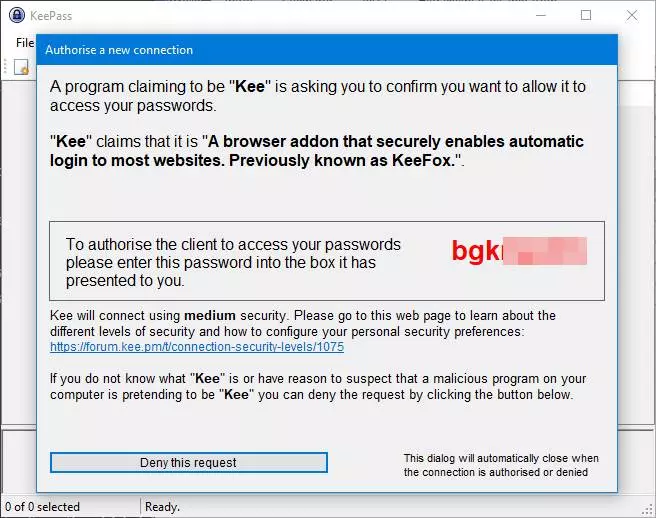 KeePass
File
Authorise a new connection
A program claiming to be "Kee" is asking you to confirm you want to allow it to
access your passwords.
"Kee" claims that it is "A browser addon that securely enables automatic
login to most websites. Previously known as KeeFox.".
To authorise the client to access your passwords
please enter this password into the box it has
presented to you.
bgk
Kee will connect using medium security. Please go to this web page to learn about the
different levels of security and how to configure your personal security preferences:
https://forum.kee.pm/t/connection-security-levels/1075
If you do not know what "Kee" is or have reason to suspect that a malicious program on your
computer is pretending to be "Kee" you can deny the request by clicking the button below.
Deny this request
This dialog will automatically close when
the connection is authorised or denied
0 of 0 selected
Ready.